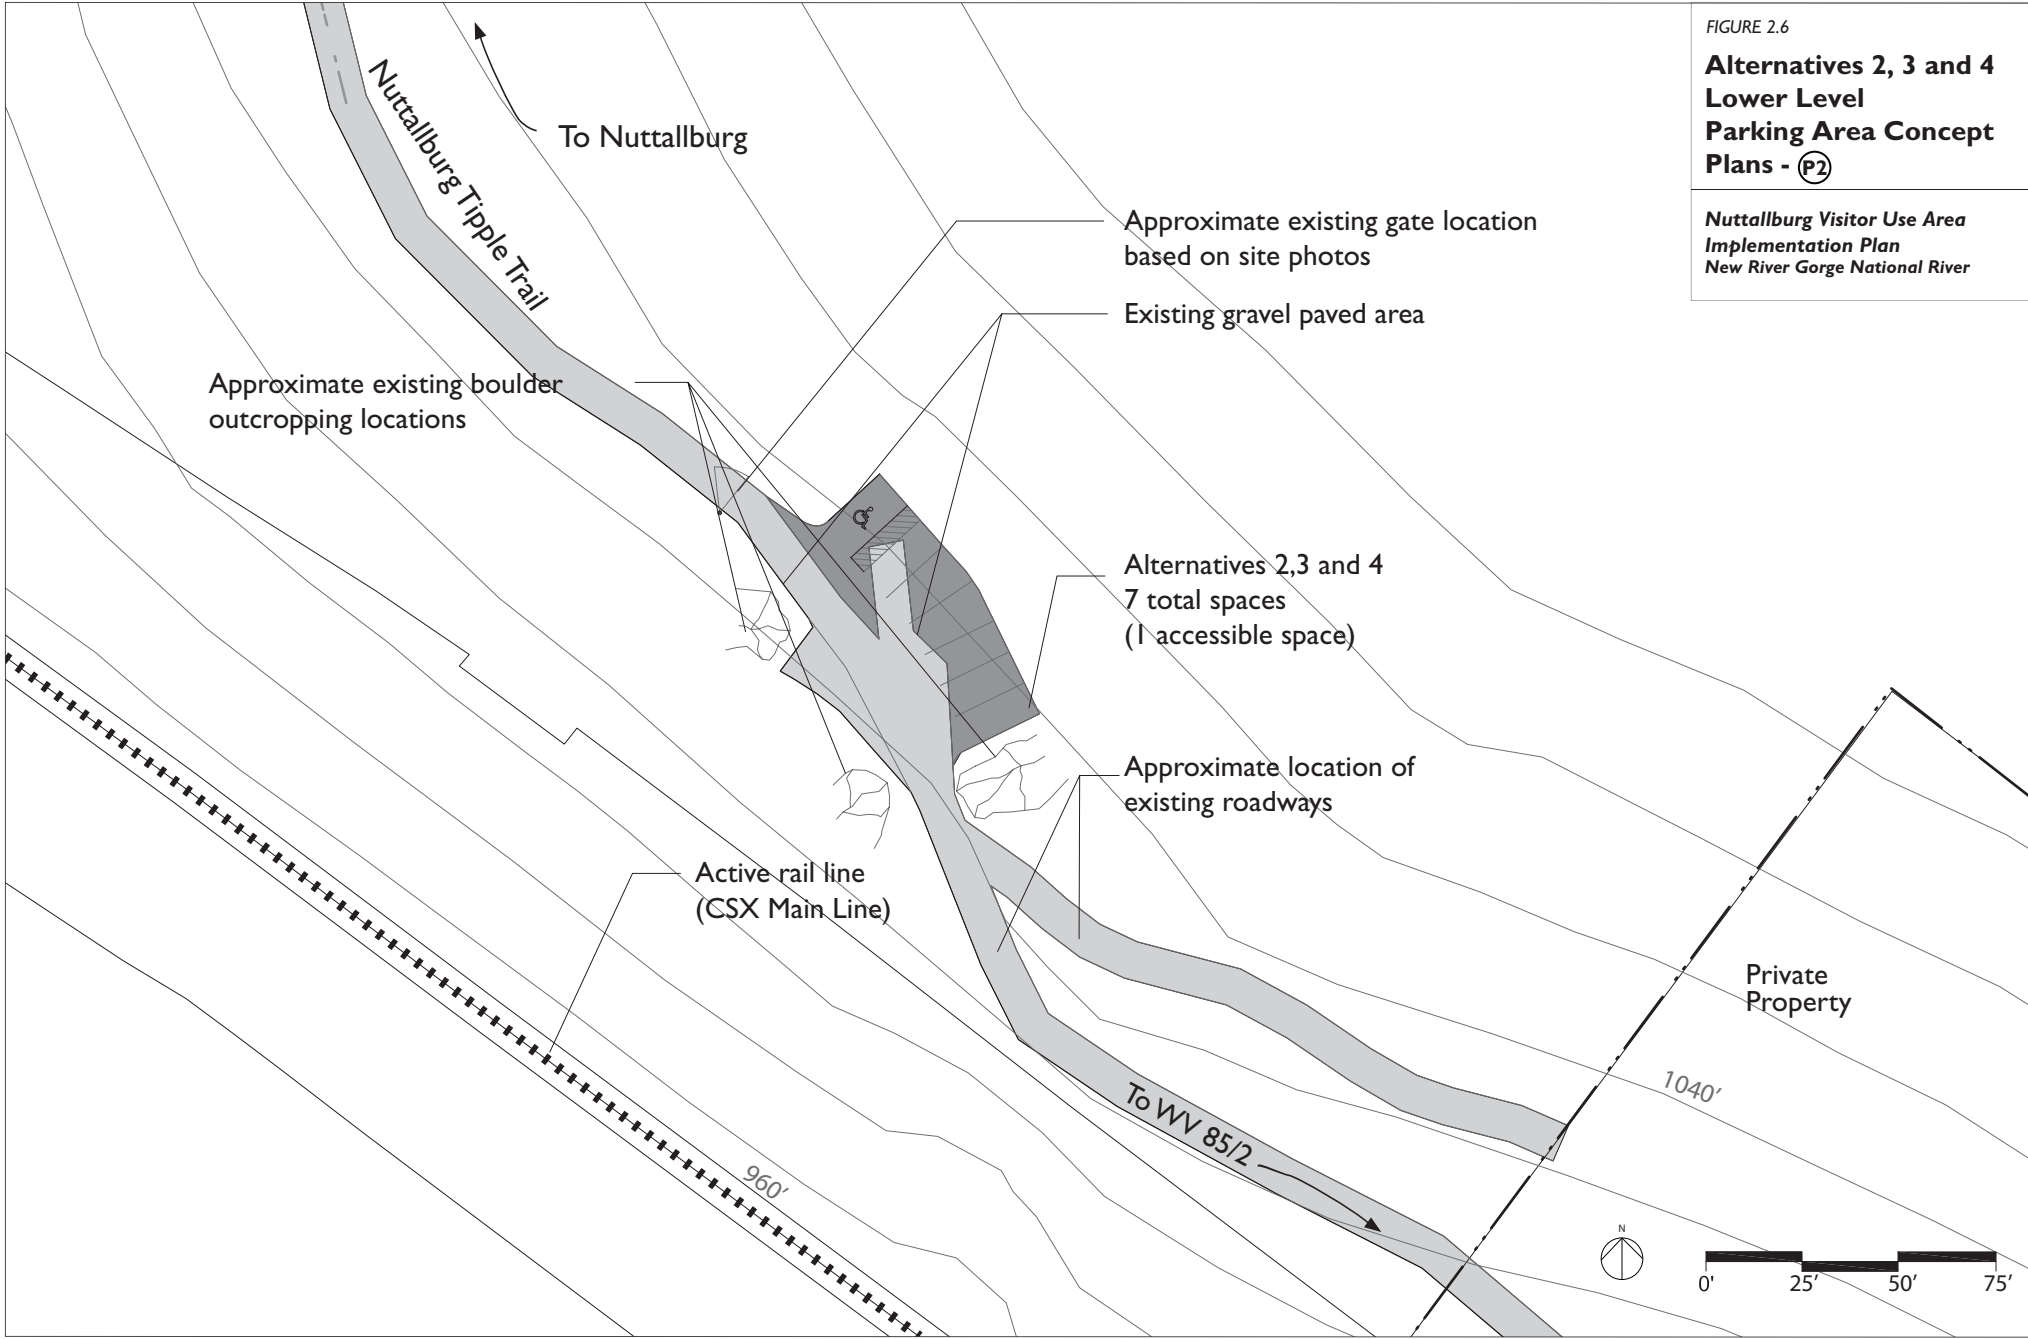 FIGURE 2.6
Alternatives 2, 3 and 4
Lower Level
Parking Area Concept
Plans - P2
Nuttallburg Visitor Use Area
Implementation Plan
New River Gorge National River
Nuttallburg Tipple Trail
To Nuttallburg
Approximate existing gate location
based on site photos
Existing gravel paved area
Approximate existing boulder
outcropping locations
Alternatives 2,3 and 4
7 total spaces
(1 accessible space)
Approximate location of
existing roadways
Active rail line
(CSX Main Line)
Private
Property
1040'
To WV 85/2
960'
N
0' 25' 50' 75'